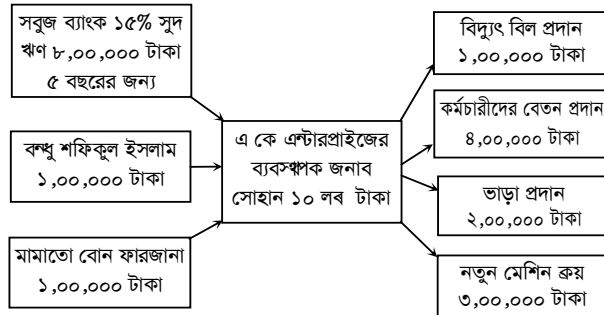 সবুজ ব্যাংক ১৫% সুদ
ঋণ ৮,০০,০০০ টাকা
৫ বছরের জন্য
বন্ধু শফিকুল ইসলাম
১,০০,০০০ টাকা
মামাতো বোন ফারজানা
১,০০,০০০ টাকা
এ কে এন্টারপ্রাইজের
ব্যবস্থাপক জনাব
সোহান ১০ লৰ টাকা
বিদ্যুৎ বিল প্রদান
১,০০,০০০ টাকা
কর্মচারীদের বেতন প্রদান
৪,০০,০০০ টাকা
ভাড়া প্রদান
২,০০,০০০ টাকা
নতুন মেশিন ক্রয়
৩,০০,০০০ টাকা